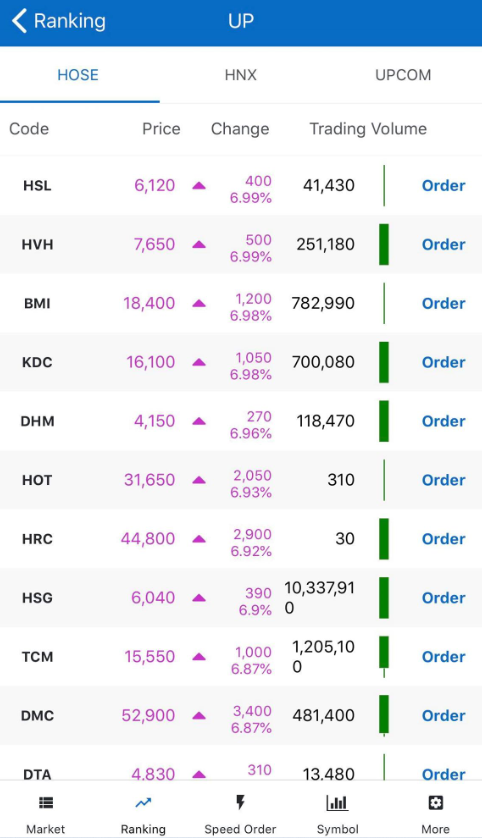 Ranking UP
HOSE HNX UPCOM
Code Price Change Trading Volume
HSL 6,120 400 41,430 Order
6.99%
HVH 7,650 500 251,180 Order
6.99%
BMI 18,400 1,200 782,990 Order
6.98%
KDC 16,100 1,050 700,080 Order
6.98%
DHM 4,150 270 118,470 Order
6.96%
HOT 31,650 2,050 310 Order
6.93%
HRC 44,800 2,900 30 Order
6.92%
HSG 6,040 390 10,337,91 Order
6.9% 0
TCM 15,550 1,000 1,205,10 Order
6.87% 0
DMC 52,900 3,400 481,400 Order
6.87%
DTA 4,830 310 13,480 Order
Market Ranking Speed Order Symbol More